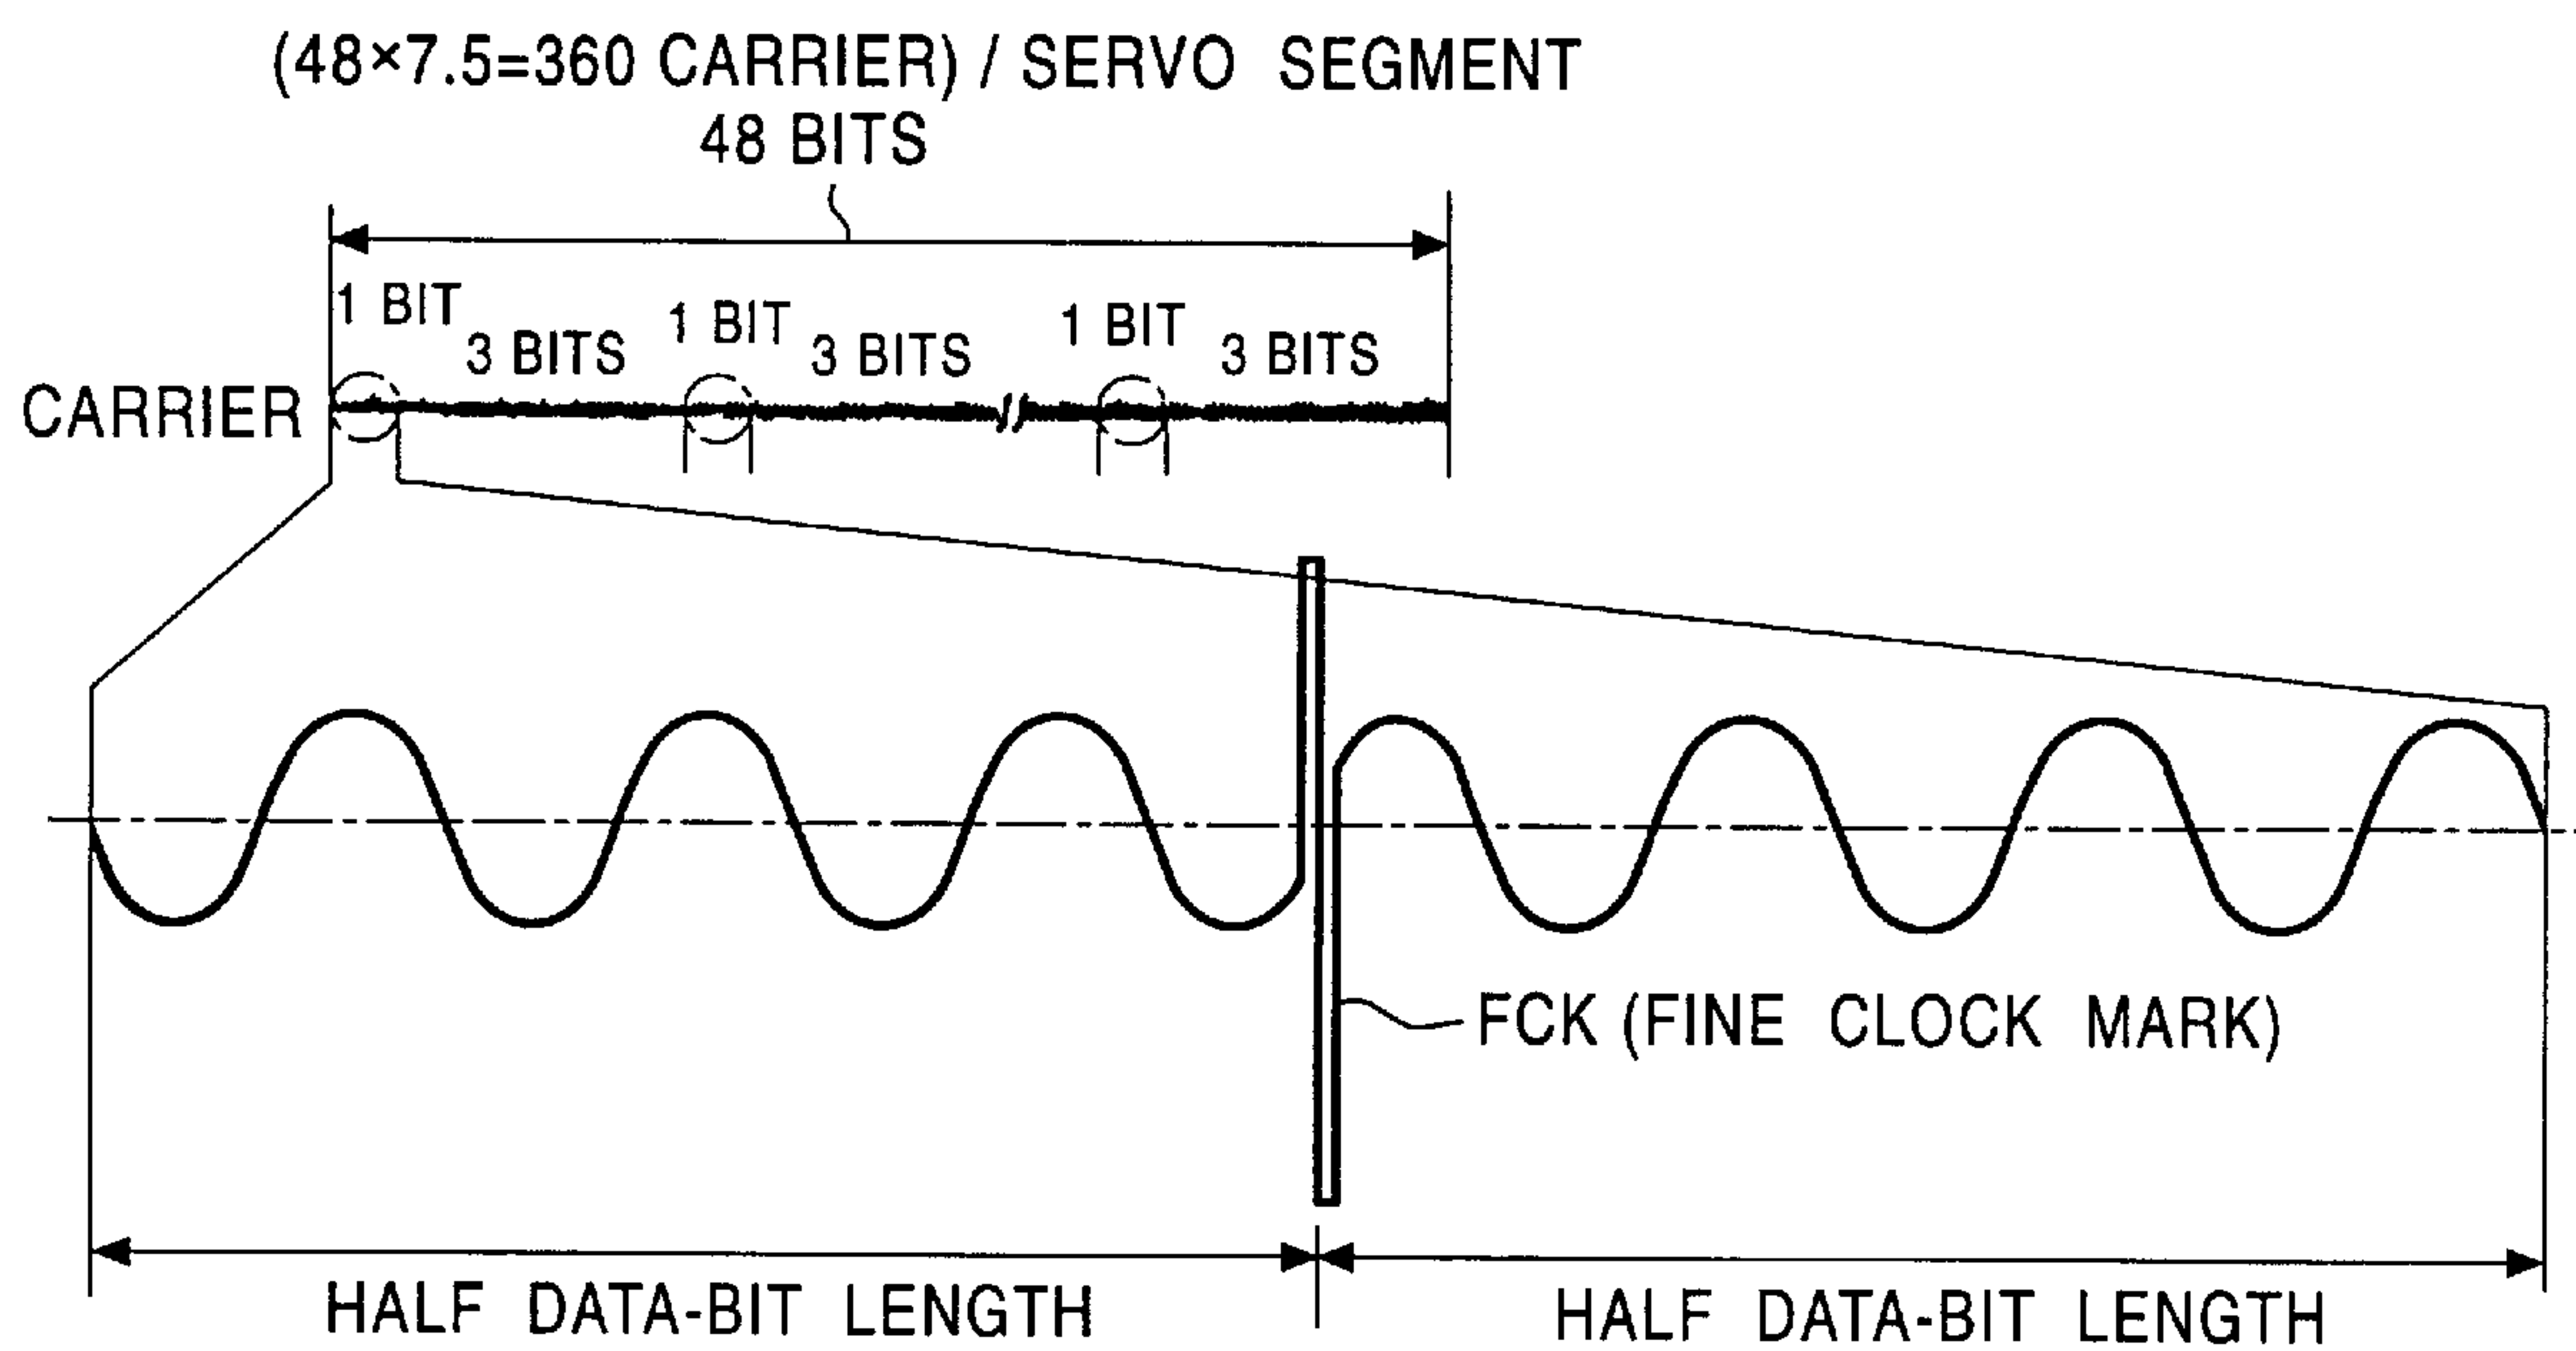 (48×7.5=360 CARRIER) / SERVO SEGMENT
48 BITS
1 BIT
3 BITS
1 BIT
3 BITS
1 BIT
3 BITS
CARRIER
FCK (FINE CLOCK MARK)
HALF DATA-BIT LENGTH
HALF DATA-BIT LENGTH